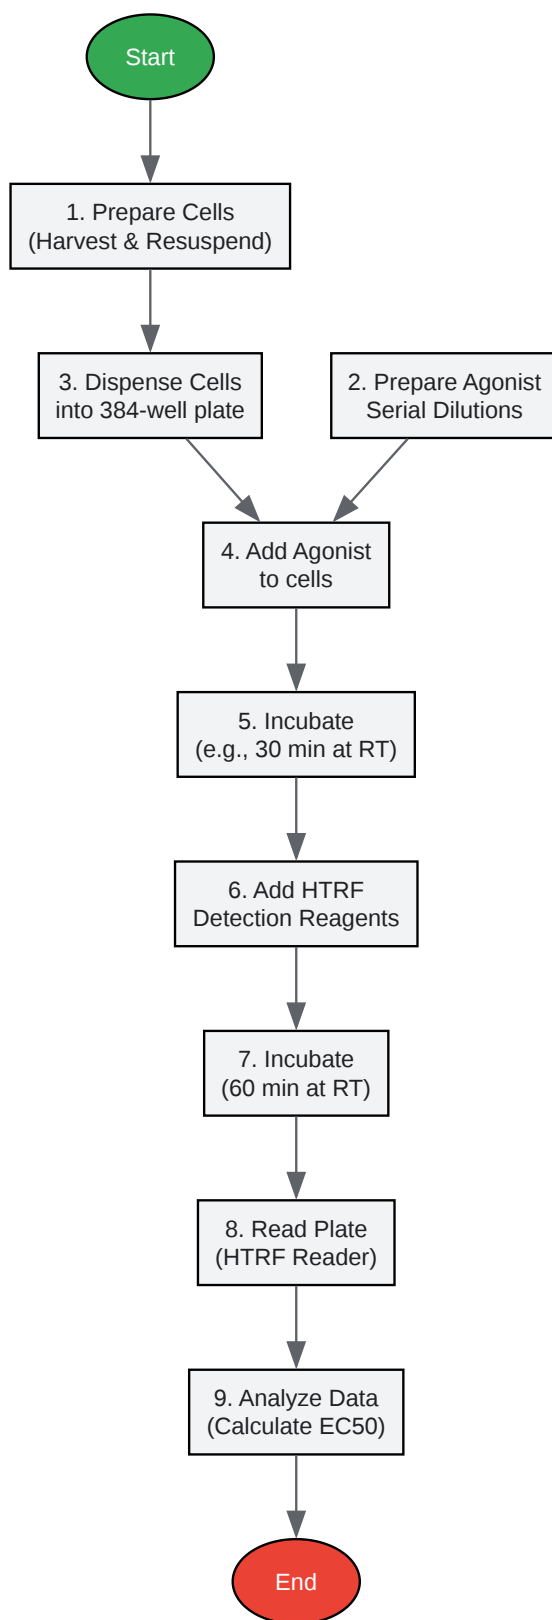 Start
1. Prepare Cells
(Harvest & Resuspend)
3. Dispense Cells
into 384-well plate
2. Prepare Agonist
Serial Dilutions
4. Add Agonist
to cells
5. Incubate
(e.g., 30 min at RT)
6. Add HTRF
Detection Reagents
7. Incubate
(60 min at RT)
8. Read Plate
(HTRF Reader)
9. Analyze Data
(Calculate EC50)
End